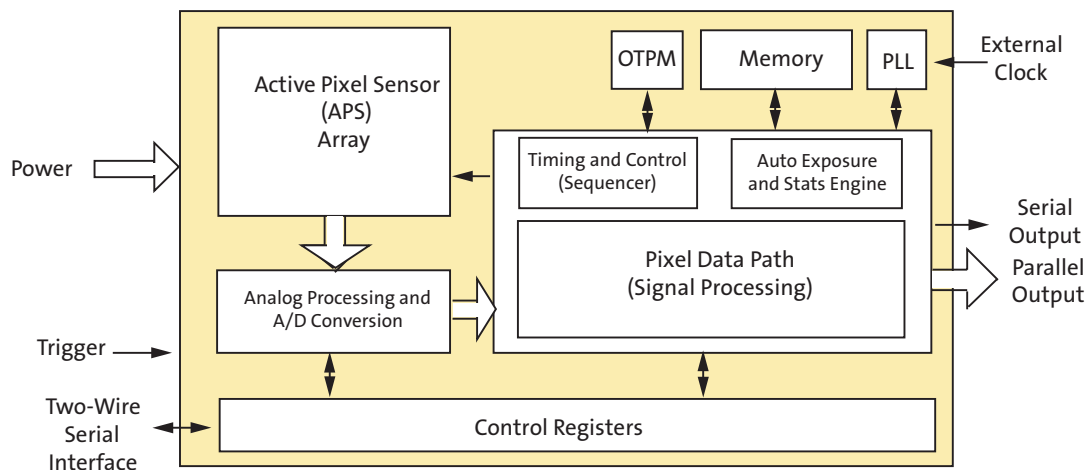 Active Pixel Sensor
(APS)
Array
OTPM
Memory
PLL
External
Clock
Power
Timing and Control
(Sequencer)
Auto Exposure
and Stats Engine
Serial
Output
Pixel Data Path
(Signal Processing)
Parallel
Output
Analog Processing and
A/D Conversion
Trigger
Two-Wire
Serial
Interface
Control Registers